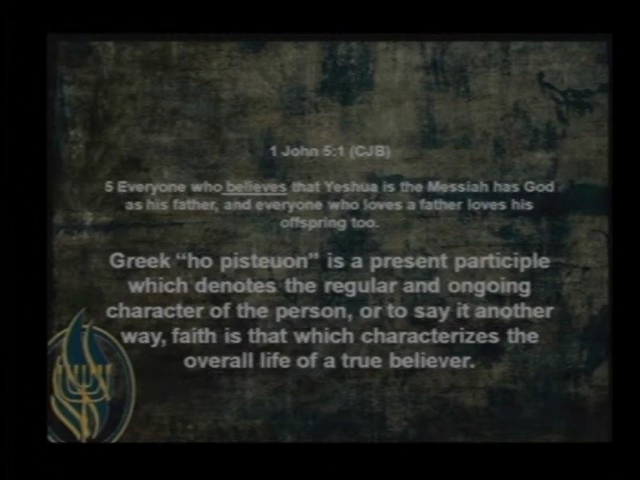 1 John 5:1 (CJB)
5 Everyone who believes that Yeshua is the Messiah has God
as his father, and everyone who loves a father loves his
offspring too.
Greek “ho pisteuon” is a present participle
which denotes the regular and ongoing
character of the person, or to say it another
way, faith is that which characterizes the
overall life of a true believer.